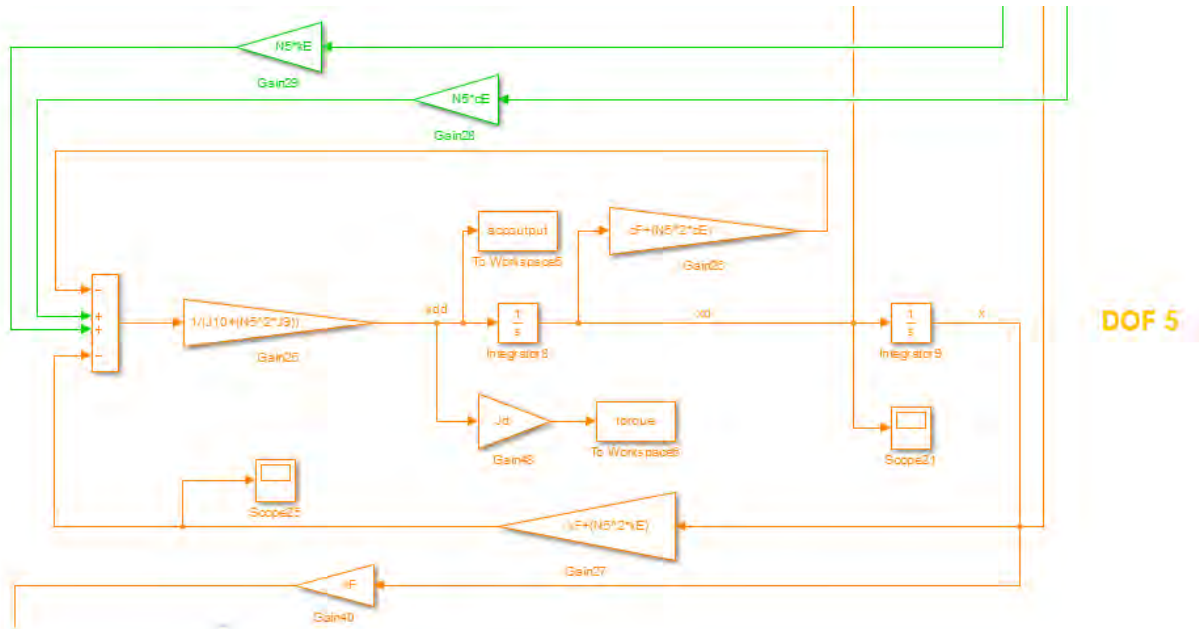 N5*kE
Gain29
N5*cE
Gain28
accoutput
To Workspace5
cF+(N5^2*cE)
−
+
+
−
1/(J10+(N5^2*J9))
Gain26
xdd
1
s
Integrator8
xd
1
s
Integrator9
x
DOF 5
Jd
Gain48
torque
To Workspace6
Scope21
Scope25
kF+(N5^2*kE)
Gain27
kF
Gain40